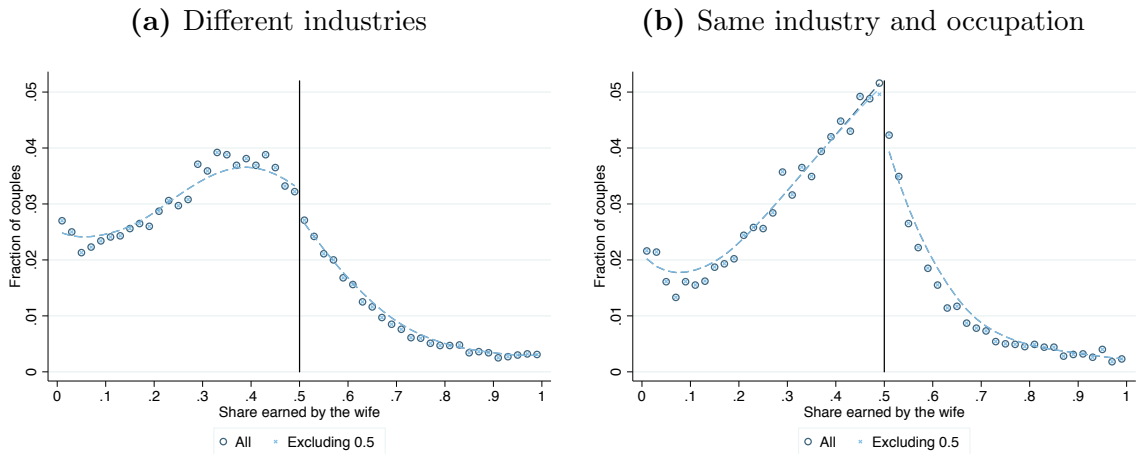 (a) Different industries
Fraction of couples
.05
.04
.03
.02
.01
0
0 .1 .2 .3 .4 .5 .6 .7 .8 .9 1
Share earned by the wife
All Excluding 0.5
(b) Same industry and occupation
Fraction of couples
.05
.04
.03
.02
.01
0
0 .1 .2 .3 .4 .5 .6 .7 .8 .9 1
Share earned by the wife
All Excluding 0.5